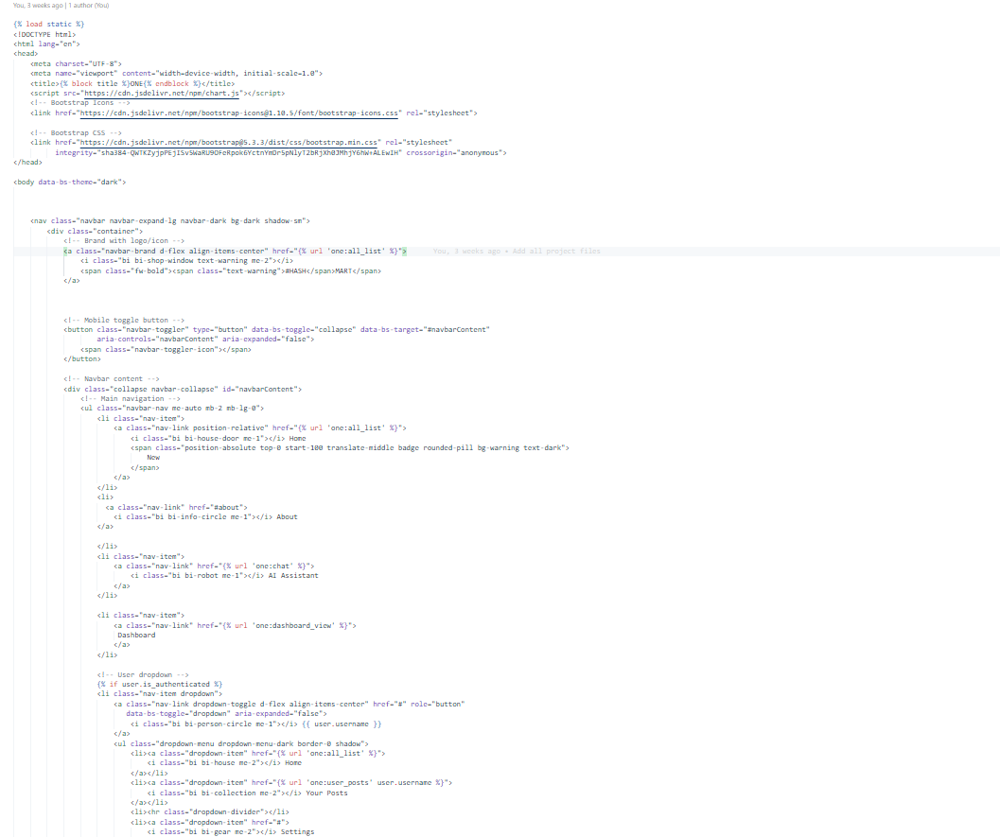 You, 3 weeks ago | 1 author (You)
{% load static %}
<!DOCTYPE html>
<html lang="en">
<head>
<meta charset="UTF-8">
<meta name="viewport" content="width=device-width, initial-scale=1.0">
<title>{% block title %}ONE{% endblock %}</title>
<script src="https://cdn.jsdelivr.net/npm/chart.js"></script>
<!-- Bootstrap Icons -->
<link href="https://cdn.jsdelivr.net/npm/bootstrap-icons@1.10.5/font/bootstrap-icons.css" rel="stylesheet">
<!-- Bootstrap CSS -->
<link href="https://cdn.jsdelivr.net/npm/bootstrap@5.3.3/dist/css/bootstrap.min.css" rel="stylesheet"
integrity="sha384-QWTKZyjpPEjISv5WaRU9OFeRpok6YctnYmDr5pNlyT2bRjXh0JMhjY6hW+ALEwIH" crossorigin="anonymous">
</head>
<body data-bs-theme="dark">
<nav class="navbar navbar-expand-lg navbar-dark bg-dark shadow-sm">
<div class="container">
<!-- Brand with logo/icon -->
<a class="navbar-brand d-flex align-items-center" href="{% url 'one:all_list' %}"> You, 3 weeks ago • Add all project files
<i class="bi bi-shop-window text-warning me-2"></i>
<span class="fw-bold"><span class="text-warning">#HASH</span>MART</span>
</a>
<!-- Mobile toggle button -->
<button class="navbar-toggler" type="button" data-bs-toggle="collapse" data-bs-target="#navbarContent"
aria-controls="navbarContent" aria-expanded="false">
<span class="navbar-toggler-icon"></span>
</button>
<!-- Navbar content -->
<div class="collapse navbar-collapse" id="navbarContent">
<!-- Main navigation -->
<ul class="navbar-nav me-auto mb-2 mb-lg-0">
<li class="nav-item">
<a class="nav-link position-relative" href="{% url 'one:all_list' %}">
<i class="bi bi-house-door me-1"></i> Home
<span class="position-absolute top-0 start-100 translate-middle badge rounded-pill bg-warning text-dark">
New
</span>
</a>
</li>
<li>
<a class="nav-link" href="#about">
<i class="bi bi-info-circle me-1"></i> About
</a>
</li>
<li class="nav-item">
<a class="nav-link" href="{% url 'one:chat' %}">
<i class="bi bi-robot me-1"></i> AI Assistant
</a>
</li>
<li class="nav-item">
<a class="nav-link" href="{% url 'one:dashboard_view' %}">
Dashboard
</a>
</li>
<!-- User dropdown -->
{% if user.is_authenticated %}
<li class="nav-item dropdown">
<a class="nav-link dropdown-toggle d-flex align-items-center" href="#" role="button"
data-bs-toggle="dropdown" aria-expanded="false">
<i class="bi bi-person-circle me-1"></i> {{ user.username }}
</a>
<ul class="dropdown-menu dropdown-menu-dark border-0 shadow">
<li><a class="dropdown-item" href="{% url 'one:all_list' %}">
<i class="bi bi-house me-2"></i> Home
</a></li>
<li><a class="dropdown-item" href="{% url 'one:user_posts' user.username %}">
<i class="bi bi-collection me-2"></i> Your Posts
</a></li>
<li><hr class="dropdown-divider"></li>
<li><a class="dropdown-item" href="#">
<i class="bi bi-gear me-2"></i> Settings